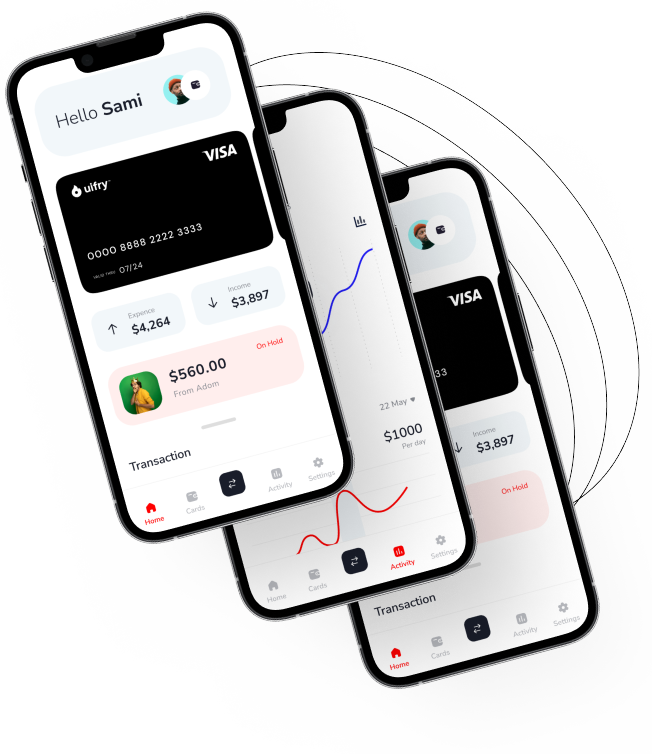 Hello Sami
VISA
uifry™
0000 8888 2222 3333
VALID THRU 07/24
Expence
$4,264
Income
$3,897
$560.00
From Adom
On Hold
Transaction
Home
Cards
Activity
Settings
22 May
$1000
Per day
Home
Cards
Activity
Settings
VISA
33
Income
$3,897
On Hold
Transaction
Home
Cards
Activity
Settings